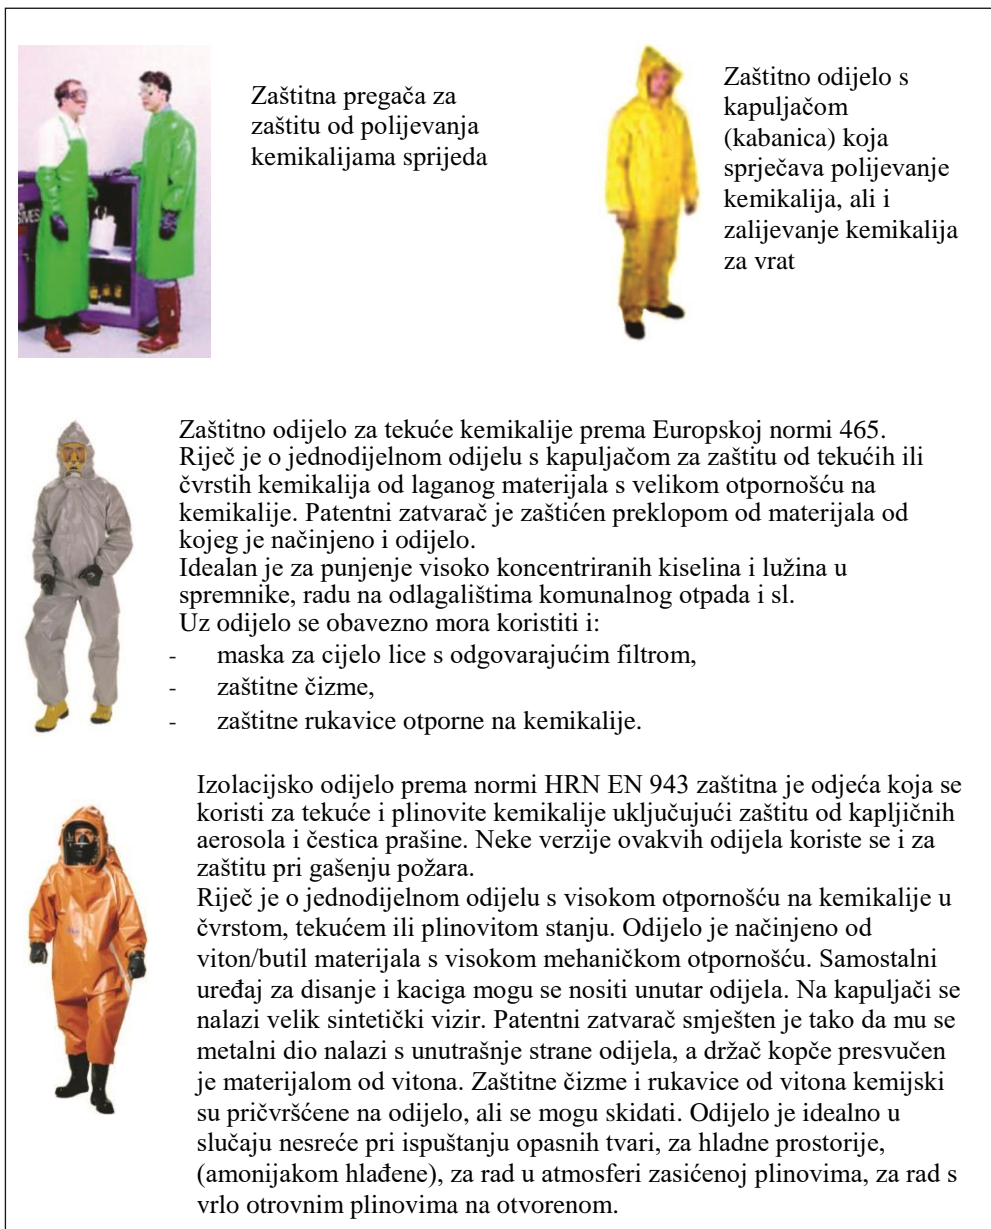 Zaštitna pregača za
zaštitu od polijevanja
kemikalijama sprijeda
Zaštitno odijelo s
kapuljačom
(kabanica) koja
sprječava polijevanje
kemikalija, ali i
zalijevanje kemikalija
za vrat
Zaštitno odijelo za tekuće kemikalije prema Europskoj normi 465.
Riječ je o jednodijelnom odijelu s kapuljačom za zaštitu od tekućih ili
čvrstih kemikalija od laganog materijala s velikom otpornošću na
kemikalije. Patentni zatvarač je zaštićen preklopom od materijala od
kojeg je načinjeno i odijelo.
Idealan je za punjenje visoko koncentriranih kiselina i lužina u
spremnike, radu na odlagalištima komunalnog otpada i sl.
Uz odijelo se obavezno mora koristiti i:
- maska za cijelo lice s odgovarajućim filtrom,
- zaštitne čizme,
- zaštitne rukavice otporne na kemikalije.
Izolacijsko odijelo prema normi HRN EN 943 zaštitna je odjeća koja se
koristi za tekuće i plinovite kemikalije uključujući zaštitu od kapljičnih
aerosola i čestica prašine. Neke verzije ovakvih odijela koriste se i za
zaštitu pri gašenju požara.
Riječ je o jednodijelnom odijelu s visokom otpornošću na kemikalije u
čvrstom, tekućem ili plinovitom stanju. Odijelo je načinjeno od
viton/butil materijala s visokom mehaničkom otpornošću. Samostalni
uređaj za disanje i kaciga mogu se nositi unutar odijela. Na kapuljači se
nalazi velik sintetički vizir. Patentni zatvarač smješten je tako da mu se
metalni dio nalazi s unutrašnje strane odijela, a držač kopče presvučen
je materijalom od vitona. Zaštitne čizme i rukavice od vitona kemijski
su pričvršćene na odijelo, ali se mogu skidati. Odijelo je idealno u
slučaju nesreće pri ispuštanju opasnih tvari, za hladne prostorije,
(amonijakom hlađene), za rad u atmosferi zasićenoj plinovima, za rad s
vrlo otrovnim plinovima na otvorenom.